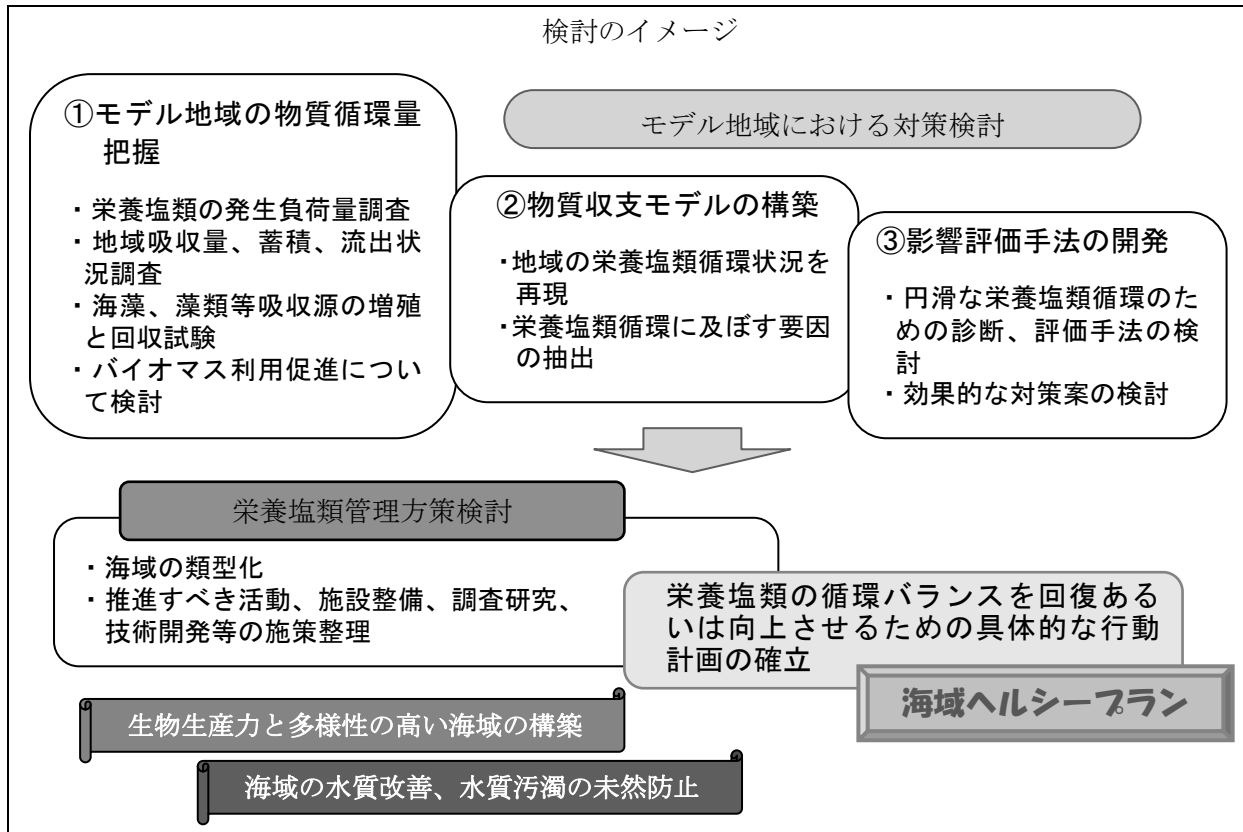 検討のイメージ
①モデル地域の物質循環量
把握
・栄養塩類の発生負荷量調査
・地域吸収量、蓄積、流出状
況調査
・海藻、藻類等吸収源の増殖
と回収試験
・バイオマス利用促進につい
て検討
モデル地域における対策検討
②物質収支モデルの構築
・地域の栄養塩類循環状況を
再現
・栄養塩類循環に及ぼす要因
の抽出
③影響評価手法の開発
・円滑な栄養塩類循環のた
めの診断、評価手法の検
討
・効果的な対策案の検討
栄養塩類管理方策検討
・海域の類型化
・推進すべき活動、施設整備、調査研究、
技術開発等の施策整理
栄養塩類の循環バランスを回復ある
いは向上させるための具体的な行動
計画の確立
海域ヘルシープラン
生物生産力と多様性の高い海域の構築
海域の水質改善、水質汚濁の未然防止